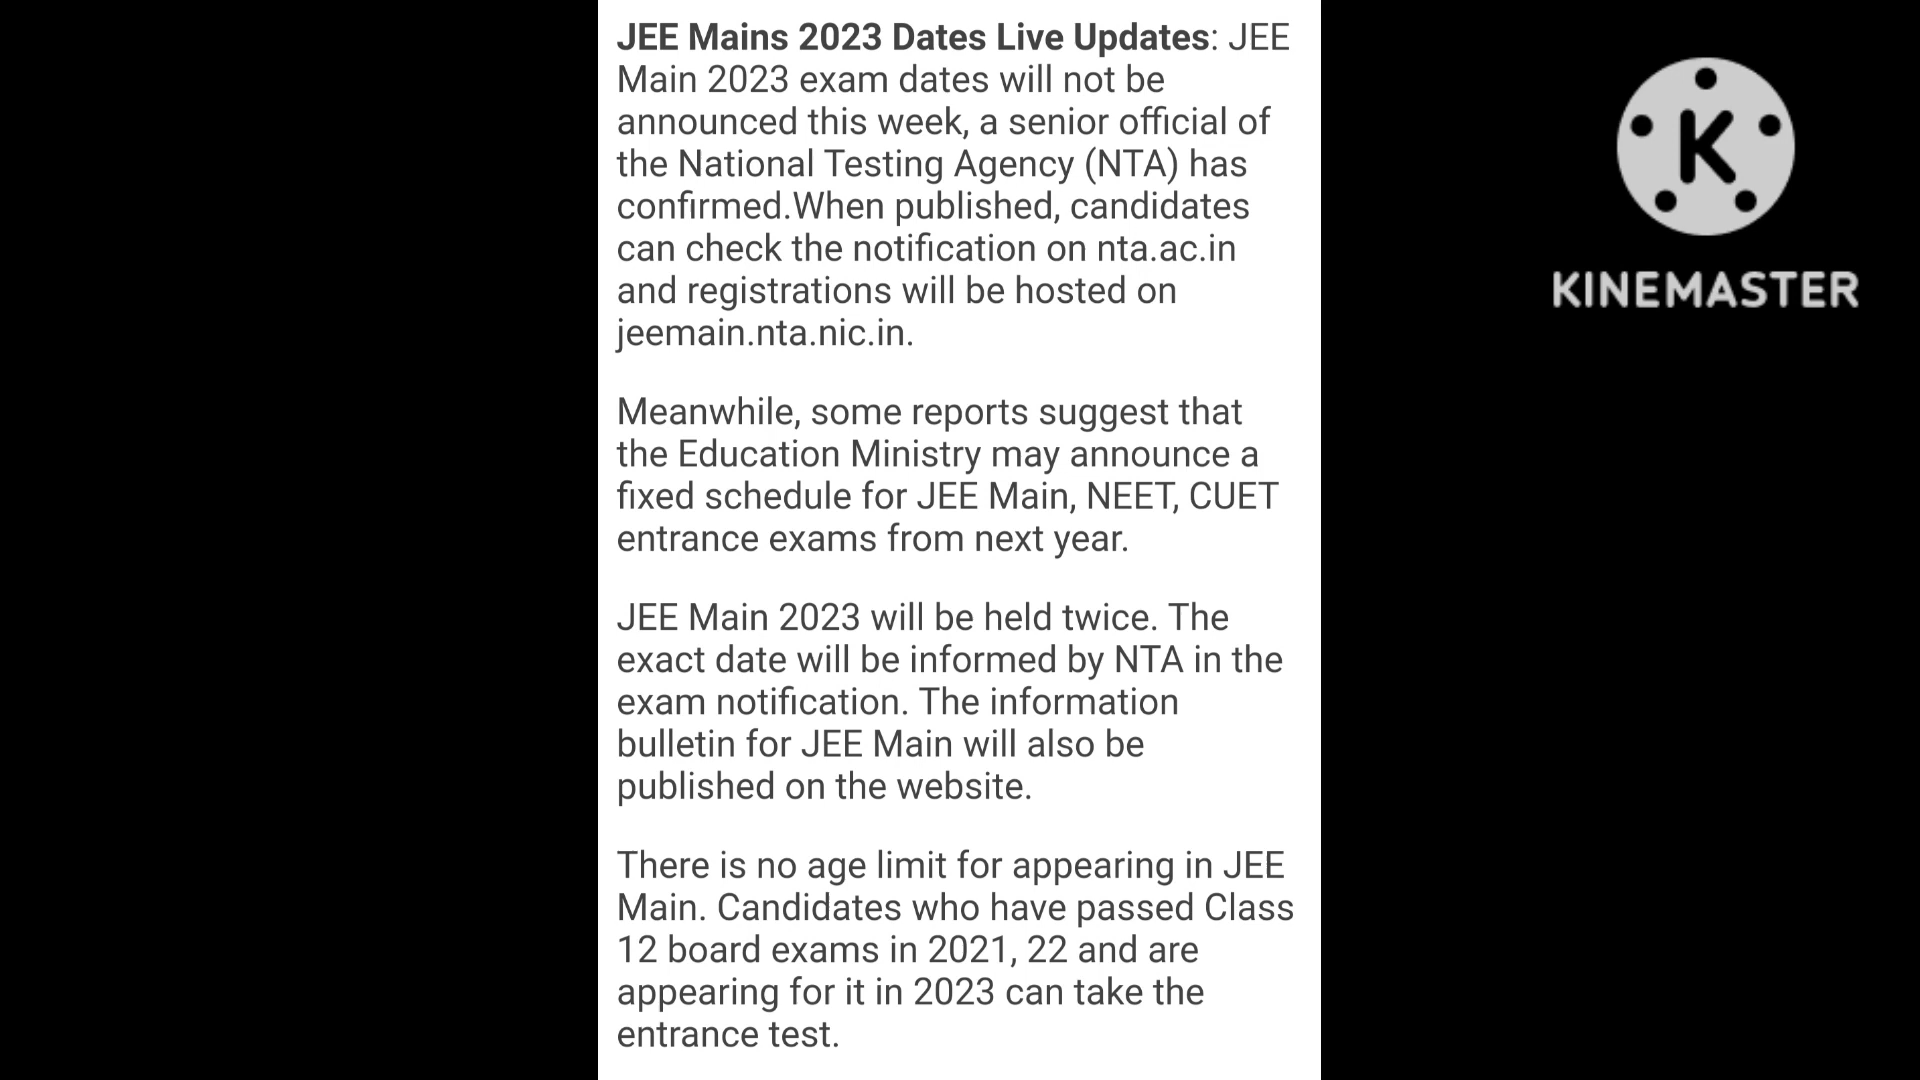 JEE Mains 2023 Dates Live Updates: JEE
Main 2023 exam dates will not be
announced this week, a senior official of
the National Testing Agency (NTA) has
confirmed.When published, candidates
can check the notification on nta.ac.in
and registrations will be hosted on
jeemain.nta.nic.in.
Meanwhile, some reports suggest that
the Education Ministry may announce a
fixed schedule for JEE Main, NEET, CUET
entrance exams from next year.
JEE Main 2023 will be held twice. The
exact date will be informed by NTA in the
exam notification. The information
bulletin for JEE Main will also be
published on the website.
There is no age limit for appearing in JEE
Main. Candidates who have passed Class
12 board exams in 2021, 22 and are
appearing for it in 2023 can take the
entrance test.
K
KINEMASTER